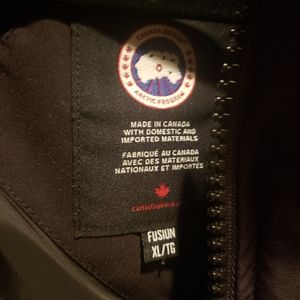 CANADA GOOSE
ARCTIC PROGRAM
MADE IN CANADA
WITH DOMESTIC AND
IMPORTED MATERIALS
FABRIQUÉ AU CANADA
AVEC DES MATERIAUX
NATIONAUX ET IMPORTÉS
FUSION
XL/TG